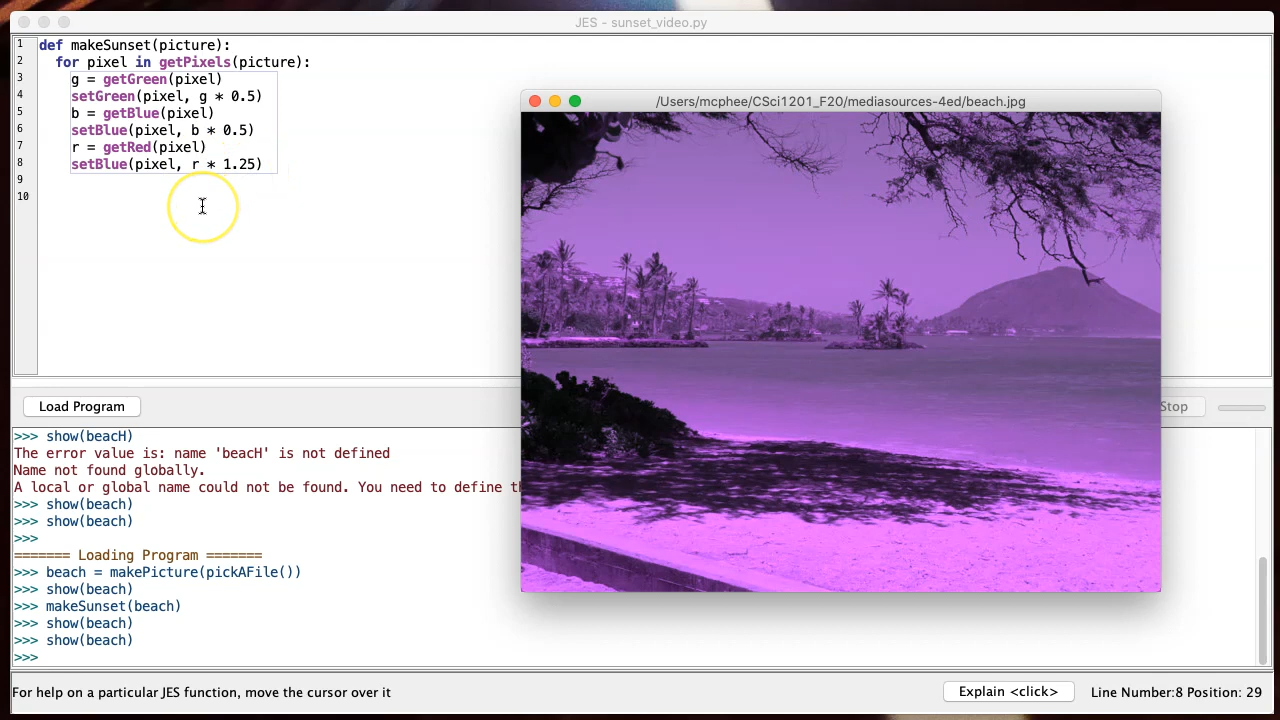 JES - sunset_video.py
1 def makeSunset(picture):
2 for pixel in getPixels(picture):
3 g = getGreen(pixel)
4 setGreen(pixel, g * 0.5)
5 b = getBlue(pixel)
6 setBlue(pixel, b * 0.5)
7 r = getRed(pixel)
8 setBlue(pixel, r * 1.25)
9
10
/Users/mcphee/CSci1201_F20/mediasources-4ed/beach.jpg
Load Program
Stop
>>> show(beacH)
The error value is: name 'beacH' is not defined
Name not found globally.
A local or global name could not be found. You need to define
>>> show(beach)
>>> show(beach)
>>>
======= Loading Program =======
>>> beach = makePicture(pickAFile())
>>> show(beach)
>>> makeSunset(beach)
>>> show(beach)
>>> show(beach)
>>>
For help on a particular JES function, move the cursor over it
Explain <click>
Line Number:8 Position: 29